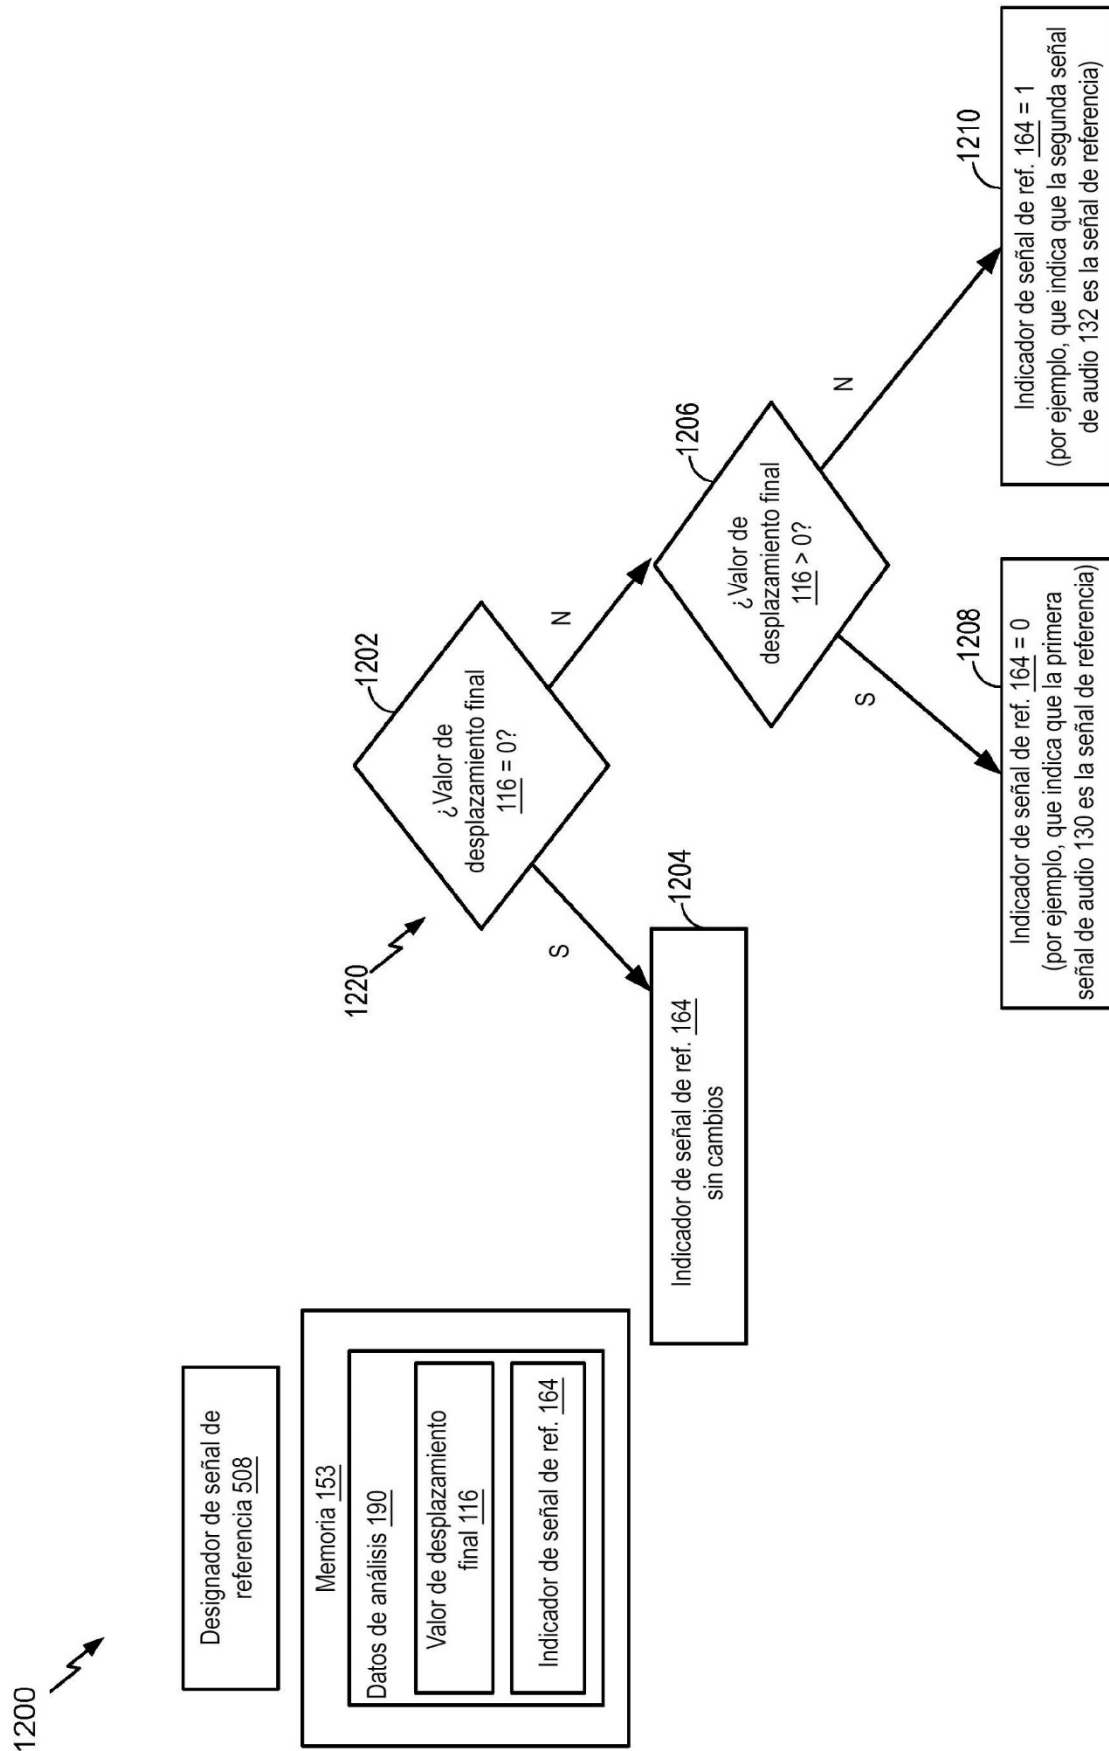 1200
Designador de señal de
referencia 508
Memoria 153
Datos de análisis 190
Valor de desplazamiento
final 116
Indicador de señal de ref. 164
1220
1202
¿Valor de
desplazamiento final
116 = 0?
S
N
1204
Indicador de señal de ref. 164
sin cambios
1206
¿Valor de
desplazamiento final
116 > 0?
S
N
1208
Indicador de señal de ref. 164 = 0
(por ejemplo, que indica que la primera
señal de audio 130 es la señal de referencia)
1210
Indicador de señal de ref. 164 = 1
(por ejemplo, que indica que la segunda señal
de audio 132 es la señal de referencia)